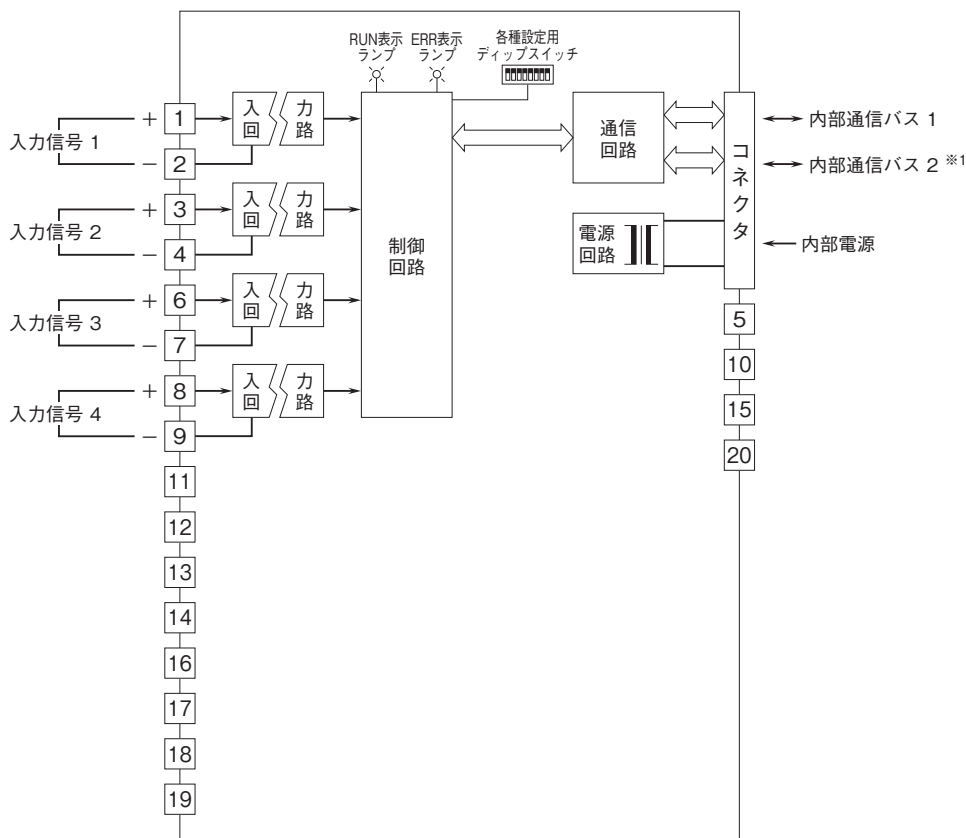 RUN表示
ランプ
ERR表示
ランプ
各種設定用
ディップスイッチ
入力信号 1
+ 1
− 2
入 力
回 路
入力信号 2
+ 3
− 4
入 力
回 路
入力信号 3
+ 6
− 7
入 力
回 路
入力信号 4
+ 8
− 9
入 力
回 路
11
12
13
14
16
17
18
19
制御
回路
通信
回路
電源
回路
コネクタ
内部通信バス 1
内部通信バス 2 ※1
内部電源
5
10
15
20